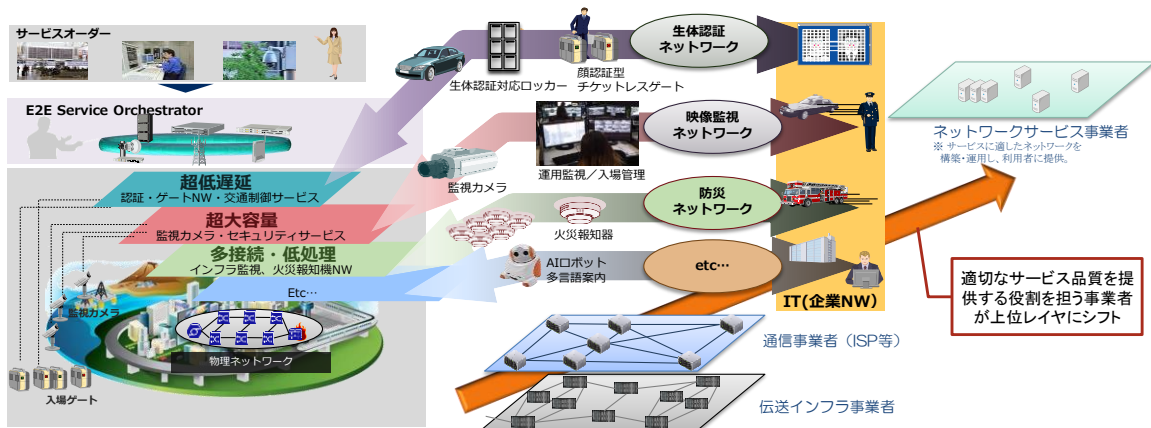 サービスオーダー
E2E Service Orchestrator
超低遅延
認証・ゲートNW・交通制御サービス
超大容量
監視カメラ・セキュリティサービス
多接続・低処理
インフラ監視、火災報知機NW
Etc…
監視カメラ
物理ネットワーク
入場ゲート
生体認証対応ロッカー
顔認証型
チケットレスゲート
生体認証
ネットワーク
監視カメラ
運用監視／入場管理
映像監視
ネットワーク
火災報知器
防災
ネットワーク
AIロボット
多言語案内
etc…
IT(企業NW）
ネットワークサービス事業者
※ サービスに適したネットワークを
構築・運用し、利用者に提供。
適切なサービス品質を提
供する役割を担う事業者
が上位レイヤにシフト
通信事業者（ISP等）
伝送インフラ事業者